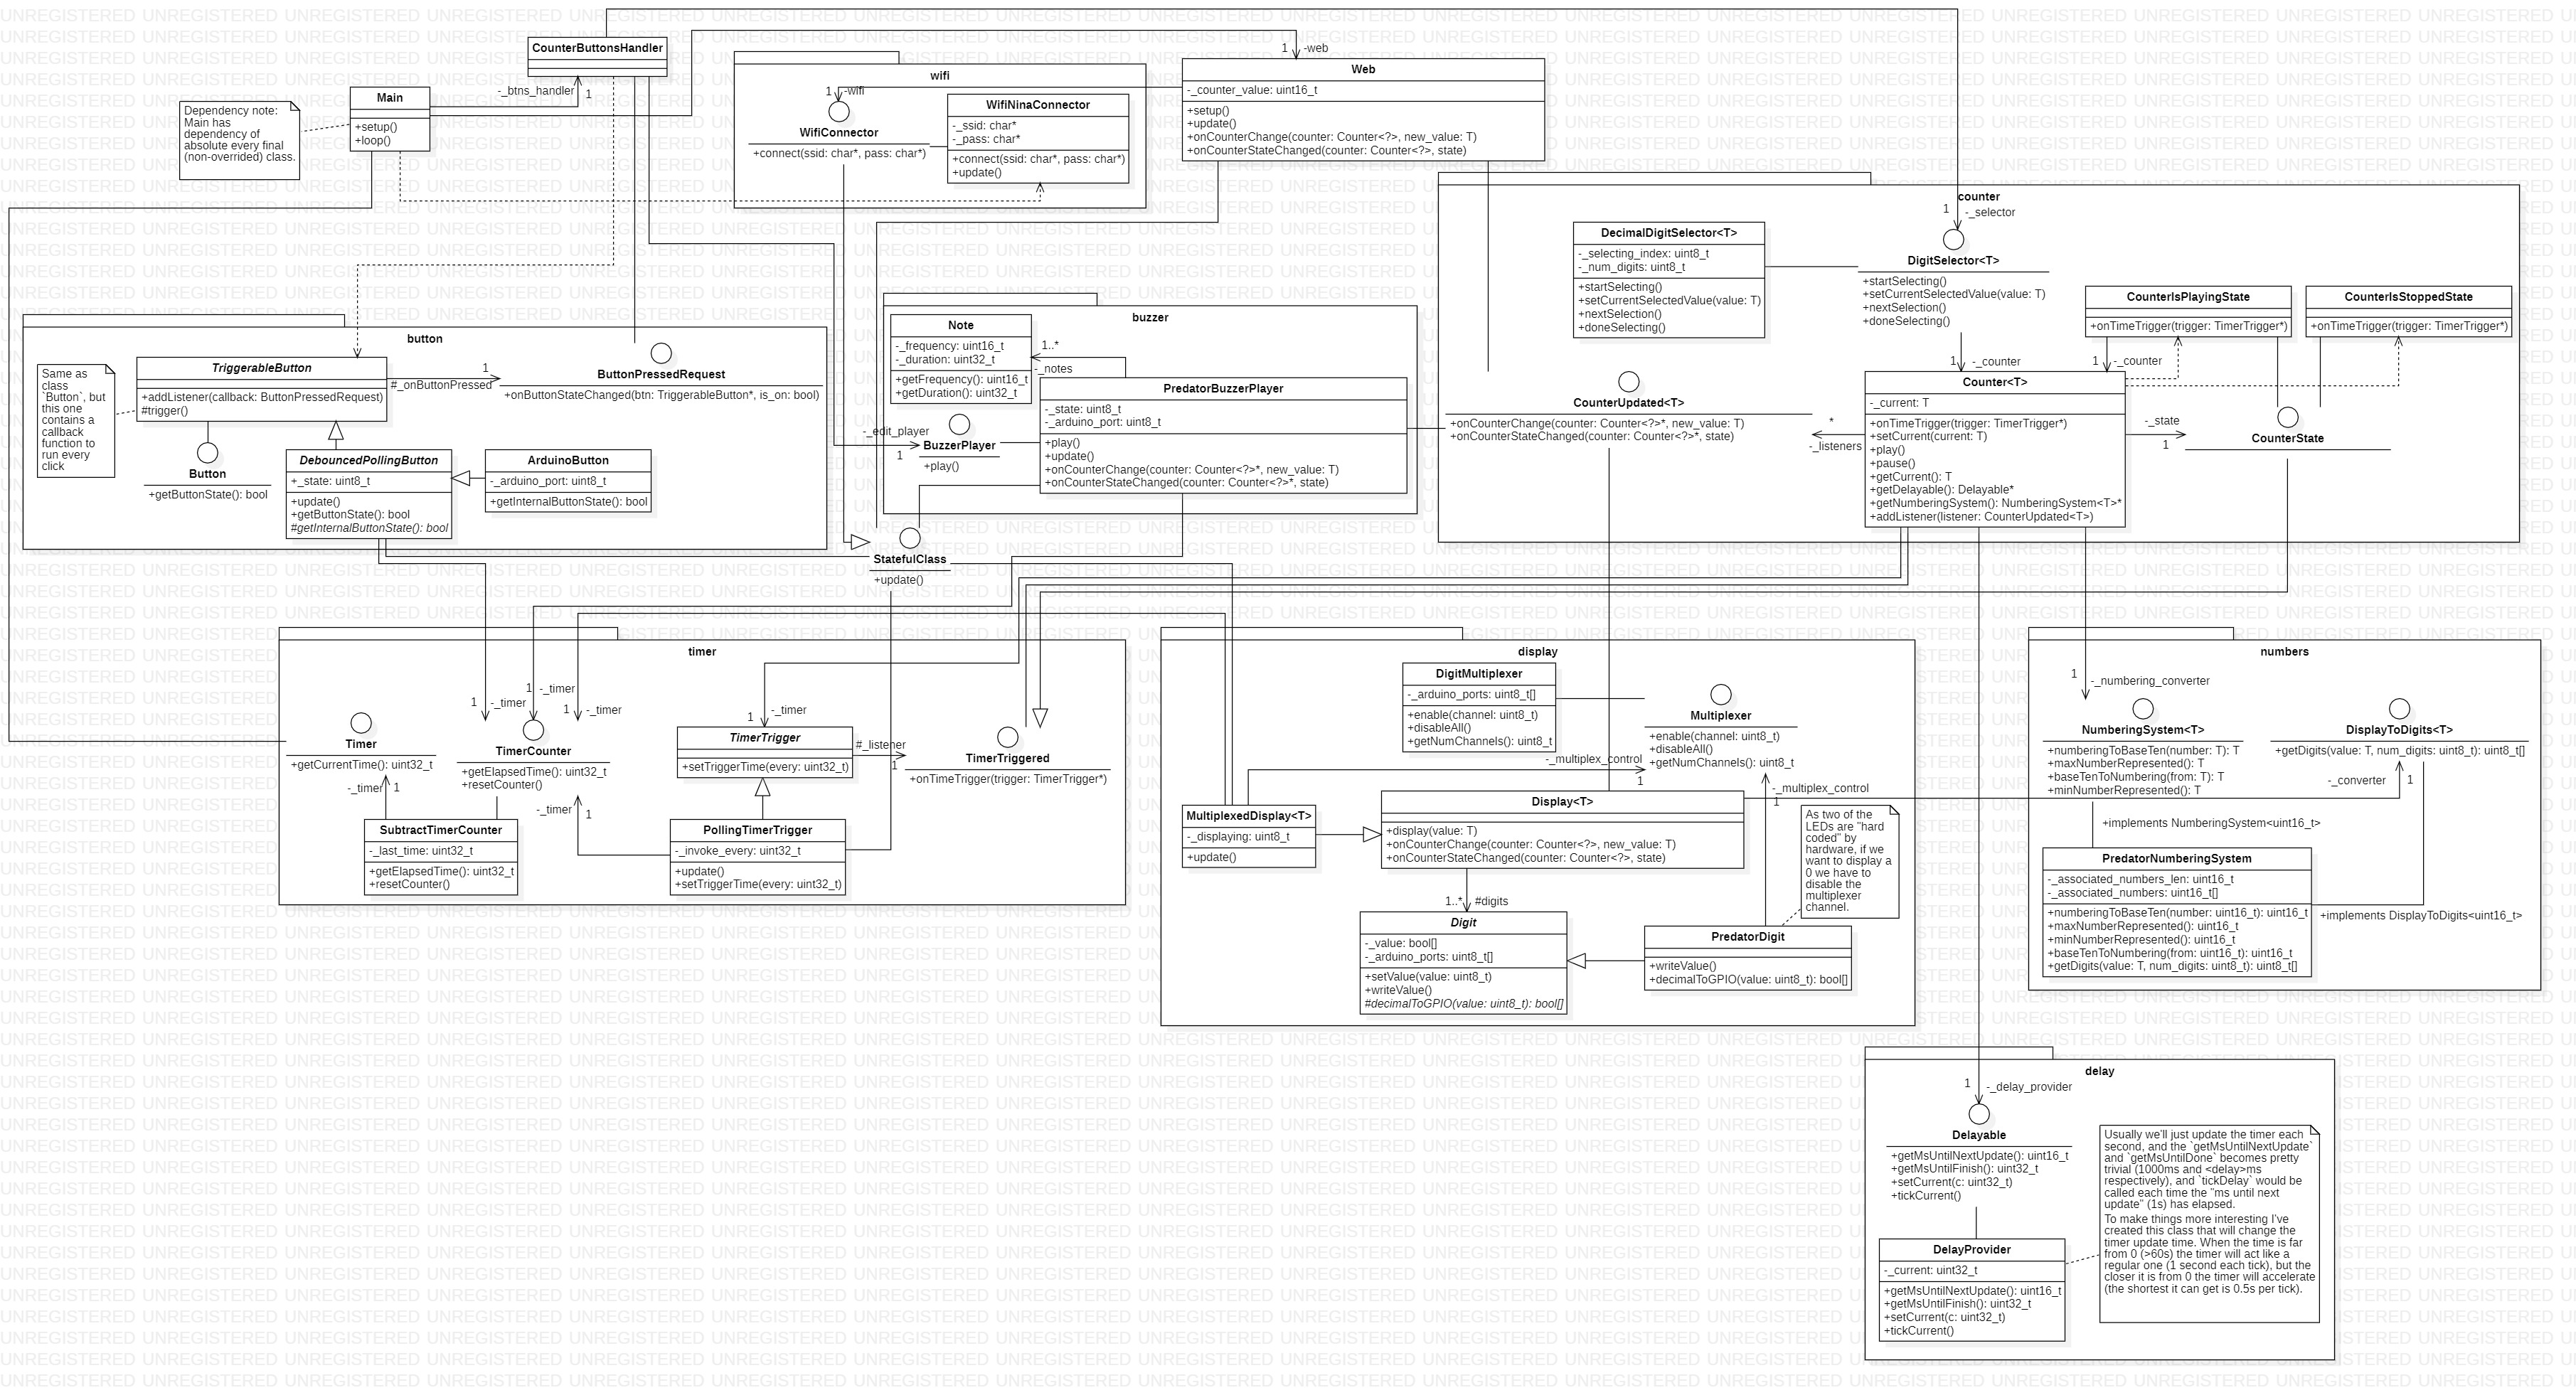 CounterButtonsHandler
-_btns_handler
1
Main
+setup()
+loop()
Dependency note:
Main has
dependency of
absolute every final
(non-overrided) class.
wifi
1
-wifi
WifiConnector
+connect(ssid: char*, pass: char*)
WifiNinaConnector
-_ssid: char*
-_pass: char*
+connect(ssid: char*, pass: char*)
+update()
1
-web
Web
-_counter_value: uint16_t
+setup()
+update()
+onCounterChange(counter: Counter<?>, new_value: T)
+onCounterStateChanged(counter: Counter<?>, state)
counter
1
-_selector
DecimalDigitSelector<T>
-_selecting_index: uint8_t
-_num_digits: uint8_t
+startSelecting()
+setCurrentSelectedValue(value: T)
+nextSelection()
+doneSelecting()
DigitSelector<T>
+startSelecting()
+setCurrentSelectedValue(value: T)
+nextSelection()
+doneSelecting()
CounterIsPlayingState
+onTimeTrigger(trigger: TimerTrigger*)
CounterIsStoppedState
+onTimeTrigger(trigger: TimerTrigger*)
1
-_counter
1
-_counter
Counter<T>
-_current: T
+onTimeTrigger(trigger: TimerTrigger*)
+setCurrent(current: T)
+play()
+pause()
+getCurrent(): T
+getDelayable(): Delayable*
+getNumberingSystem(): NumberingSystem<T>*
+addListener(listener: CounterUpdated<T>)
CounterUpdated<T>
+onCounterChange(counter: Counter<?>*, new_value: T)
+onCounterStateChanged(counter: Counter<?>*, state)
*
-_listeners
-_state
1
CounterState
button
Same as
class
`Button`, but
this one
contains a
callback
function to
run every
click
TriggerableButton
+addListener(callback: ButtonPressedRequest)
#trigger()
1
#_onButtonPressed
ButtonPressedRequest
+onButtonStateChanged(btn: TriggerableButton*, is_on: bool)
Button
+getButtonState(): bool
DebouncedPollingButton
+_state: uint8_t
+update()
+getButtonState(): bool
#getInternalButtonState(): bool
ArduinoButton
-_arduino_port: uint8_t
+getInternalButtonState(): bool
buzzer
Note
-_frequency: uint16_t
-_duration: uint32_t
+getFrequency(): uint16_t
+getDuration(): uint32_t
1..*
-_notes
PredatorBuzzerPlayer
-_state: uint8_t
-_arduino_port: uint8_t
+play()
+update()
+onCounterChange(counter: Counter<?>*, new_value: T)
+onCounterStateChanged(counter: Counter<?>*, state)
-_edit_player
1
BuzzerPlayer
+play()
StatefulClass
+update()
timer
Timer
+getCurrentTime(): uint32_t
-_timer
1
SubtractTimerCounter
-_last_time: uint32_t
+getElapsedTime(): uint32_t
+resetCounter()
1
-_timer
1
-_timer
1
-_timer
TimerCounter
+getElapsedTime(): uint32_t
+resetCounter()
-_timer
1
1
-_timer
TimerTrigger
+setTriggerTime(every: uint32_t)
#_listener
1
TimerTriggered
+onTimeTrigger(trigger: TimerTrigger*)
PollingTimerTrigger
-_invoke_every: uint32_t
+update()
+setTriggerTime(every: uint32_t)
display
DigitMultiplexer
-_arduino_ports: uint8_t[]
+enable(channel: uint8_t)
+disableAll()
+getNumChannels(): uint8_t
Multiplexer
+enable(channel: uint8_t)
+disableAll()
+getNumChannels(): uint8_t
-_multiplex_control
1
-_multiplex_control
1
MultiplexedDisplay<T>
-_displaying: uint8_t
+update()
Display<T>
+display(value: T)
+onCounterChange(counter: Counter<?>, new_value: T)
+onCounterStateChanged(counter: Counter<?>, state)
As two of the
LEDs are "hard
coded" by
hardware, if we
want to display a
0 we have to
disable the
multiplexer
channel.
1..*
#digits
Digit
-_value: bool[]
-_arduino_ports: uint8_t[]
+setValue(value: uint8_t)
+writeValue()
#decimalToGPIO(value: uint8_t): bool[]
PredatorDigit
+writeValue()
+decimalToGPIO(value: uint8_t): bool[]
numbers
1
-_numbering_converter
NumberingSystem<T>
+numberingToBaseTen(number: T): T
+maxNumberRepresented(): T
+baseTenToNumbering(from: T): T
+minNumberRepresented(): T
DisplayToDigits<T>
+getDigits(value: T, num_digits: uint8_t): uint8_t[]
-_converter
1
+implements NumberingSystem<uint16_t>
PredatorNumberingSystem
-_associated_numbers_len: uint16_t
-_associated_numbers: uint16_t[]
+numberingToBaseTen(number: uint16_t): uint16_t
+maxNumberRepresented(): uint16_t
+minNumberRepresented(): uint16_t
+baseTenToNumbering(from: uint16_t): uint16_t
+getDigits(value: T, num_digits: uint8_t): uint8_t[]
+implements DisplayToDigits<uint16_t>
delay
1
-_delay_provider
Delayable
+getMsUntilNextUpdate(): uint16_t
+getMsUntilFinish(): uint32_t
+setCurrent(c: uint32_t)
+tickCurrent()
DelayProvider
-_current: uint32_t
+getMsUntilNextUpdate(): uint16_t
+getMsUntilFinish(): uint32_t
+setCurrent(c: uint32_t)
+tickCurrent()
Usually we'll just update the timer each
second, and the `getMsUntilNextUpdate`
and `getMsUntilDone` becomes pretty
trivial (1000ms and <delay>ms
respectively), and `tickDelay` would be
called each time the "ms until next
update" (1s) has elapsed.
To make things more interesting I've
created this class that will change the
timer update time. When the time is far
from 0 (>60s) the timer will act like a
regular one (1 second each tick), but the
closer it is from 0 the timer will accelerate
(the shortest it can get is 0.5s per tick).
UNREGISTERED